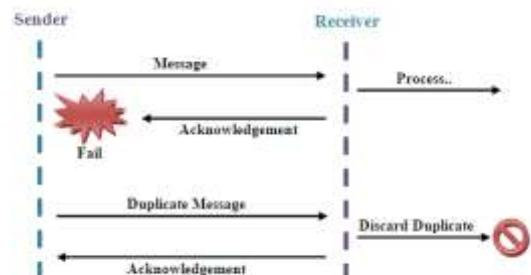 Sender
Receiver
Message
Process..
Acknowledgement
Fail
Duplicate Message
Discard Duplicate
Acknowledgement